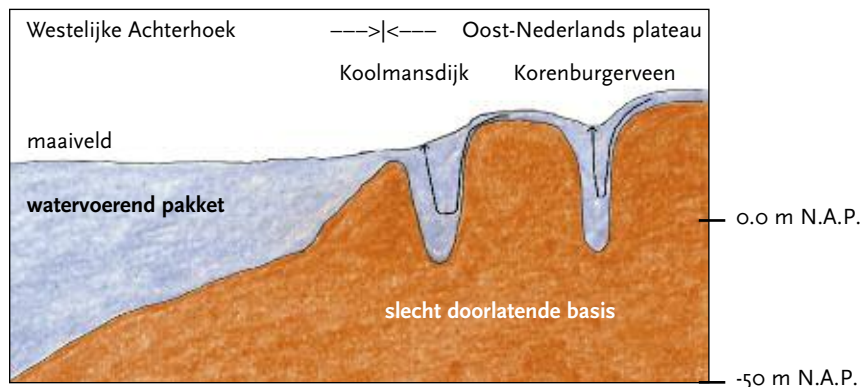 Westelijke Achterhoek --->|<--- Oost-Nederlands plateau
Koolmansdijk Korenburgerveen
maaiveld
watervoerend pakket
0.0 m N.A.P.
slecht doorlatende basis
-50 m N.A.P.